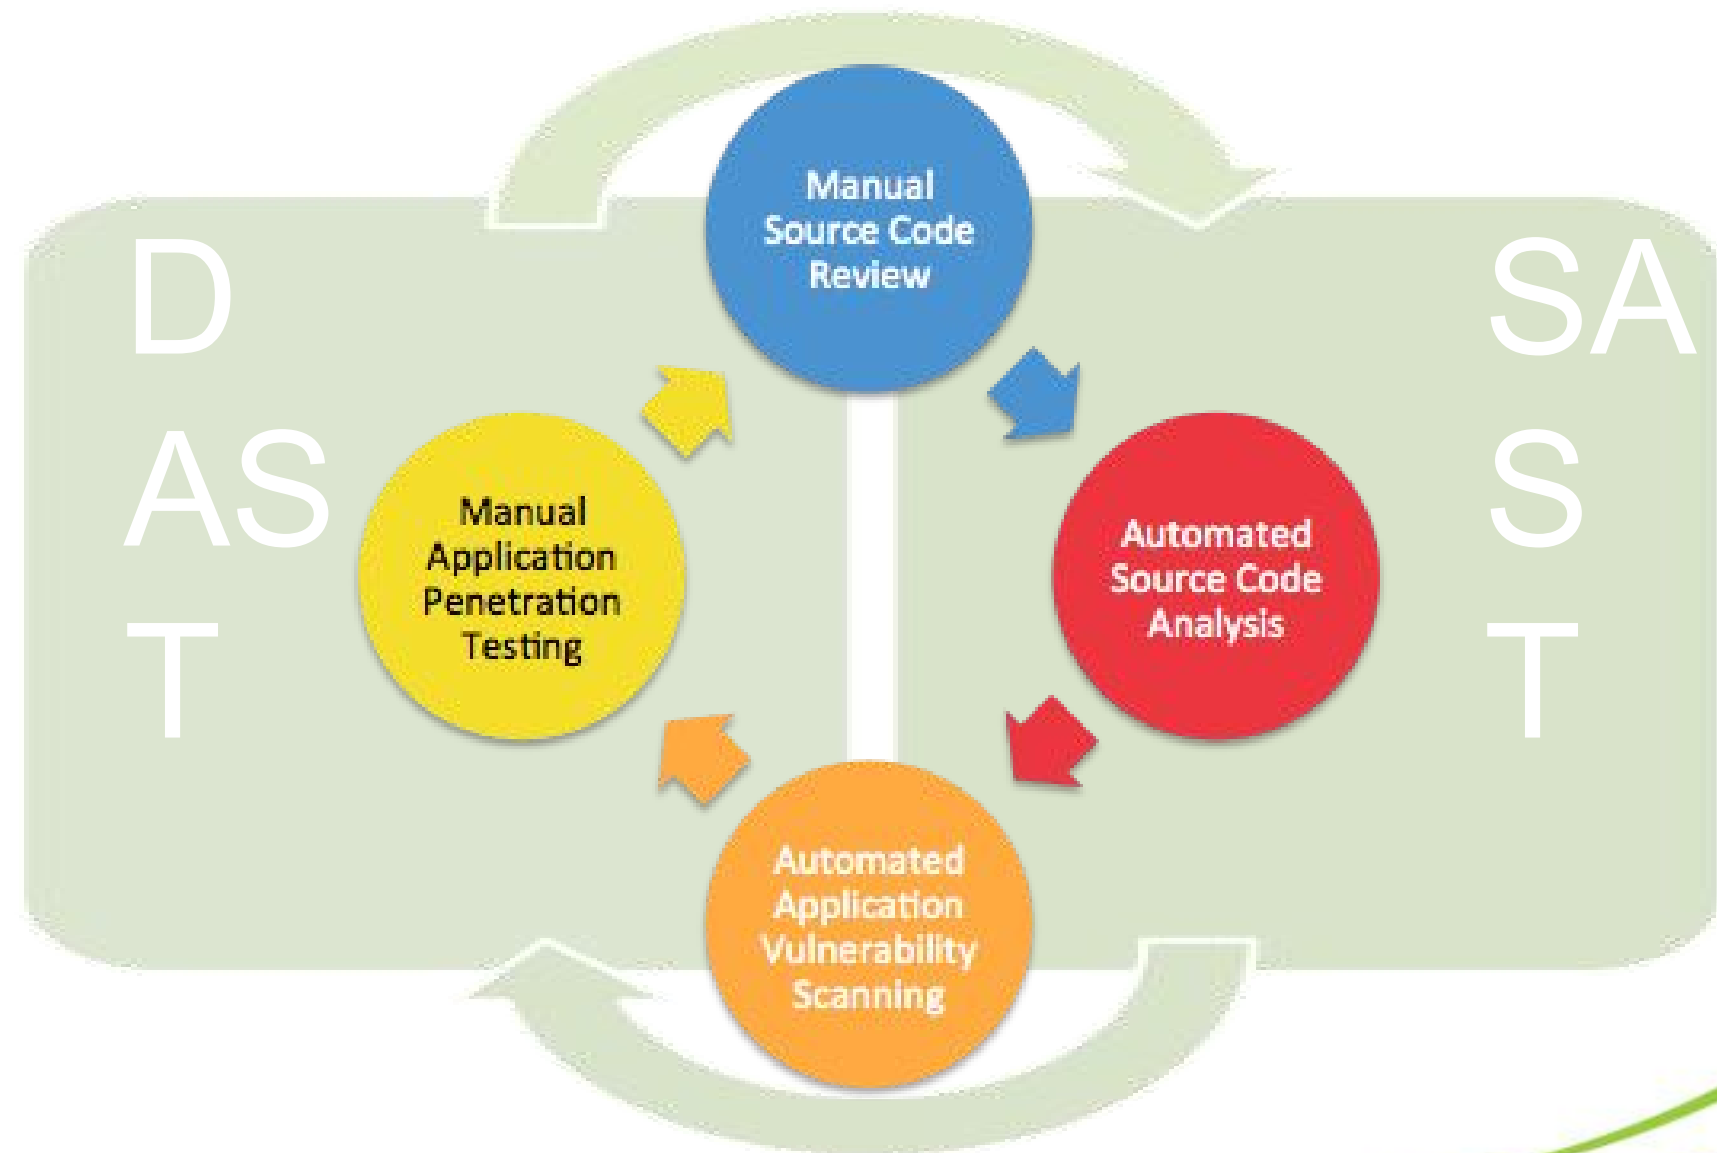 D
AS
T
Manual
Source Code
Review
SA
S
T
Manual
Application
Penetration
Testing
Automated
Source Code
Analysis
Automated
Application
Vulnerability
Scanning